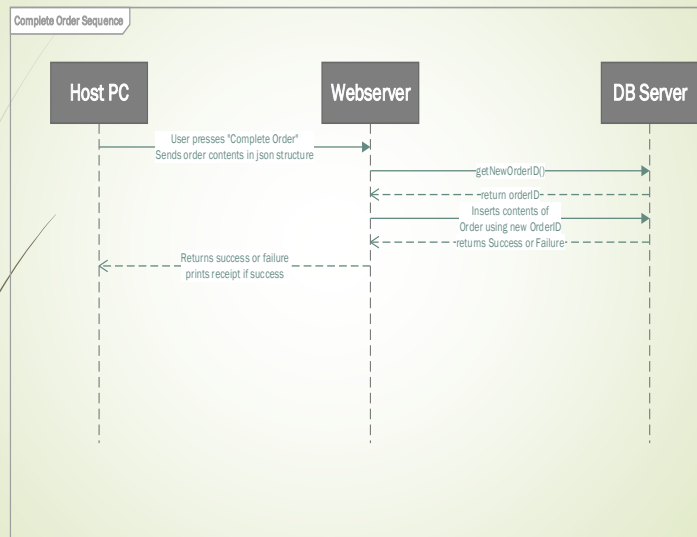 Complete Order Sequence
Host PC
Webserver
DB Server
User presses "Complete Order"
Sends order contents in json structure
getNewOrderID()
return orderID
Inserts contents of
Order using new OrderID
returns Success or Failure
Returns success or failure
prints receipt if success